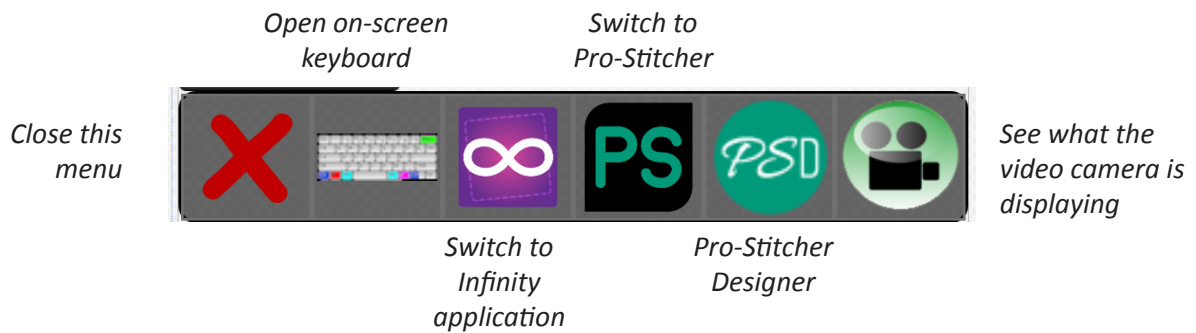 Open on-screen
keyboard
Switch to
Pro-Stitcher
Close this
menu
PS
PSD
See what the
video camera is
displaying
Switch to
Infinity
application
Pro-Stitcher
Designer